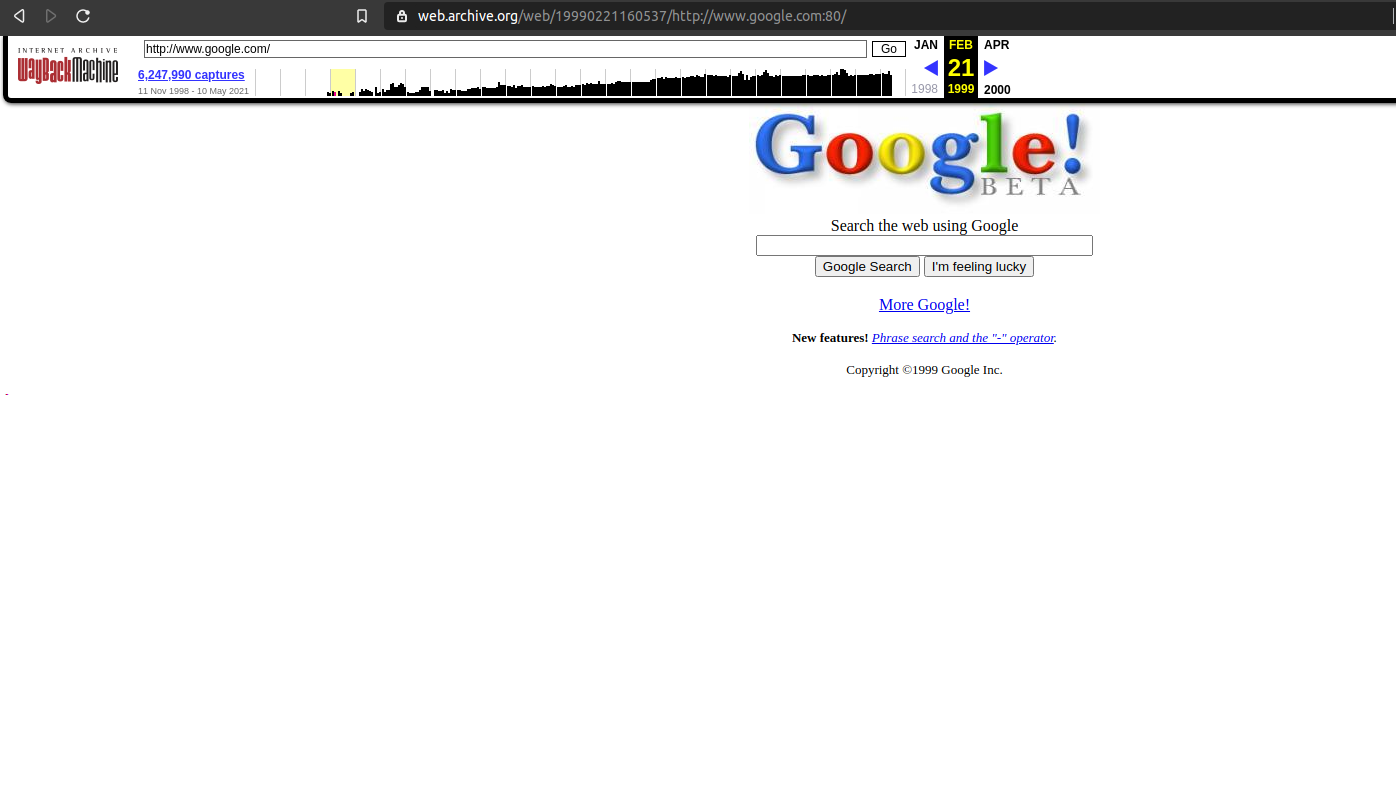 web.archive.org/web/19990221160537/http://www.google.com:80/
INTERNET ARCHIVE
WayBackMachine
http://www.google.com/
Go
JAN
FEB
APR
6,247,990 captures
21
11 Nov 1998 - 10 May 2021
1998
1999
2000
Google!
BETA
Search the web using Google
Google Search
I'm feeling lucky
More Google!
New features! Phrase search and the "-" operator.
Copyright ©1999 Google Inc.